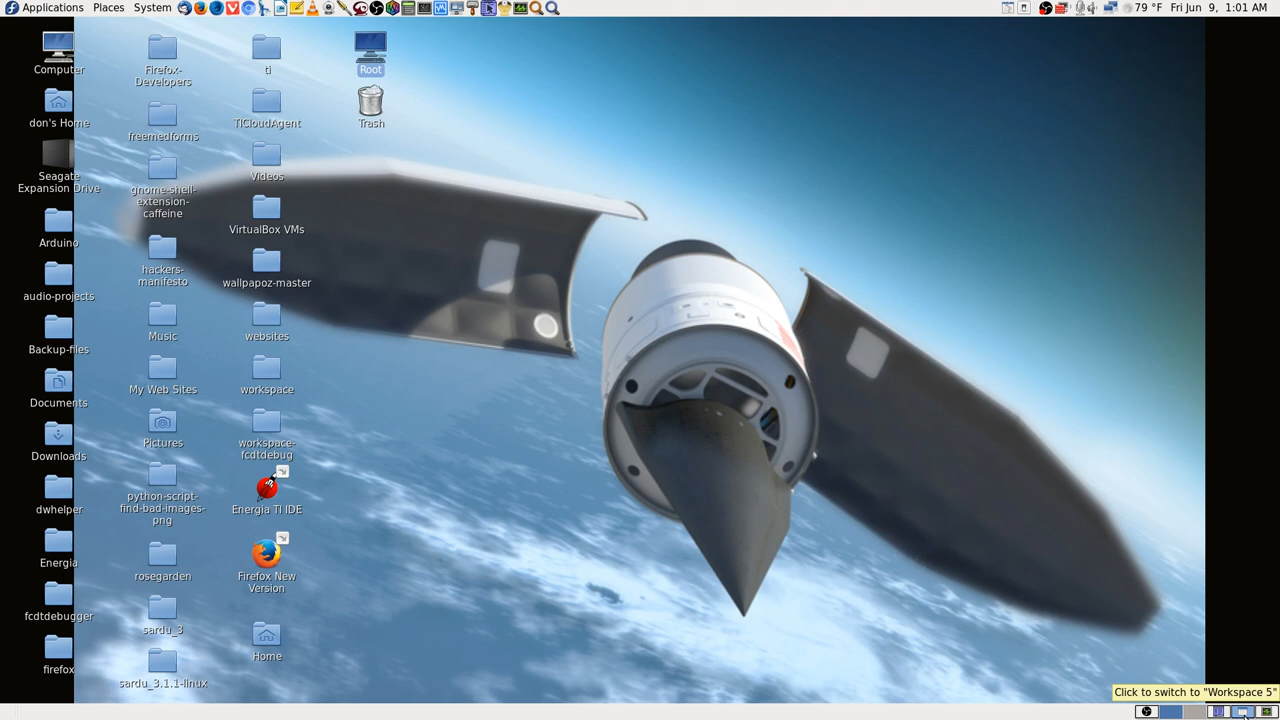 Applications Places System
79 °F Fri Jun 9, 1:01 AM
Computer
don's Home
Seagate
Expansion Drive
Arduino
audio-projects
Backup-files
Documents
Downloads
dwhelper
Energia
fcdtdebugger
firefox
Firefox-
Developers
freemedforms
gnome-shell-
extension-
caffeine
hackers-
manifesto
Music
My Web Sites
Pictures
python-script-
find-bad-images-
png
rosegarden
sardu_3
sardu_3.1.1-linux
ti
TICloudAgent
Videos
VirtualBox VMs
wallpapoz-master
websites
workspace
workspace-
fcdtdebug
Energia TI IDE
Firefox New
Version
Home
Root
Trash
Click to switch to "Workspace 5"